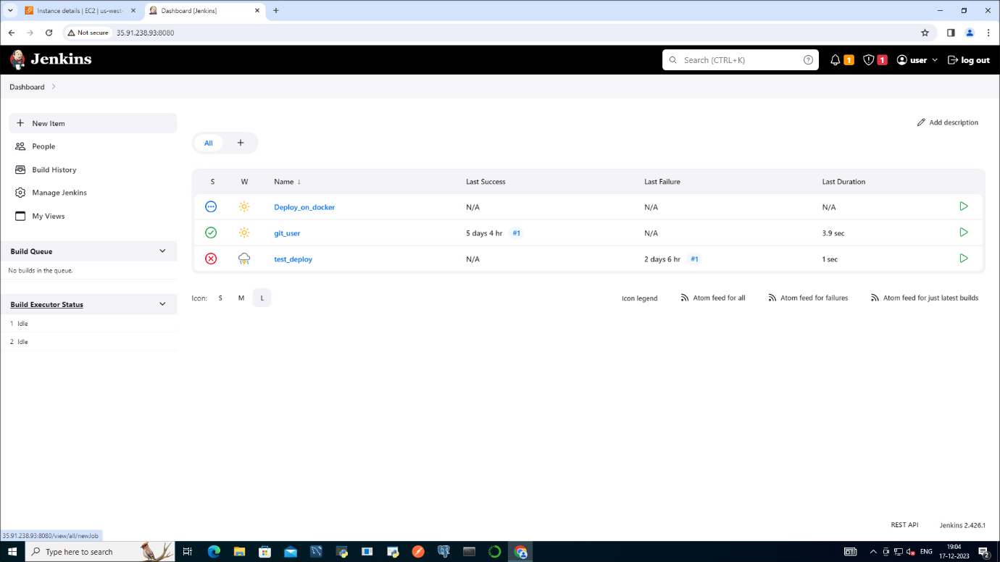 Instance details | EC2 | us-west-
Dashboard [Jenkins]
Not secure
35.91.238.93:8080
Jenkins
Search (CTRL+K)
1
1
user
log out
Dashboard
New Item
People
Build History
Manage Jenkins
My Views
Build Queue
No builds in the queue.
Build Executor Status
1 Idle
2 Idle
Add description
All
S W Name ↓ Last Success Last Failure Last Duration
Deploy_on_docker N/A N/A N/A
git_user 5 days 4 hr #1 N/A 3.9 sec
test_deploy N/A 2 days 6 hr #1 1 sec
Icon: S M L
Icon legend
Atom feed for all
Atom feed for failures
Atom feed for just latest builds
REST API
Jenkins 2.426.1
35.91.238.93:8080/view/all/newJob
Type here to search
ENG
19:04
17-12-2023
2